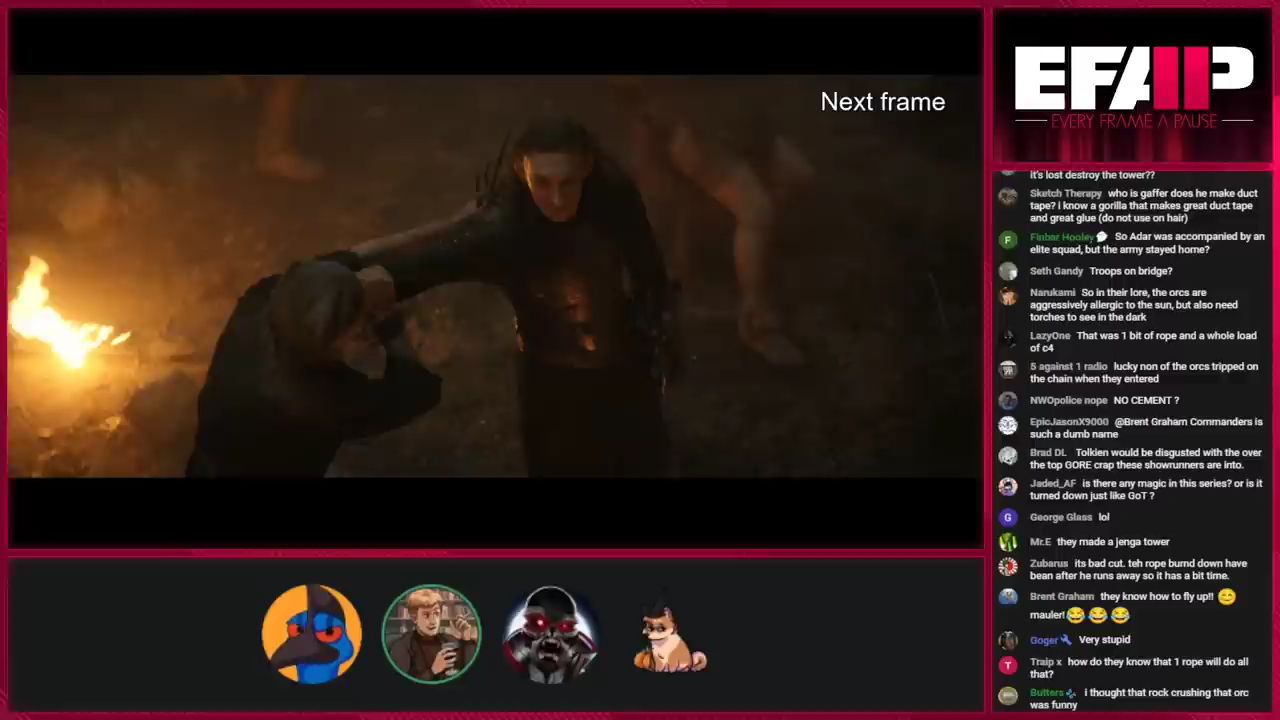 Next frame
EFAP
EVERY FRAME A PAUSE
it's lost destroy the tower??
Sketch Therapy who is gaffer does he make duct
tape? i know a gorilla that makes great duct tape
and great glue (do not use on hair)
F
Finbar Hooley So Adar was accompanied by an
elite squad, but the army stayed home?
Seth Gandy Troops on bridge?
Narukami So in their lore, the orcs are
aggressively allergic to the sun, but also need
torches to see in the dark
LazyOne That was 1 bit of rope and a whole load
of c4
5 against 1 radio lucky non of the orcs tripped on
the chain when they entered
NWOpolice nope NO CEMENT ?
EpicJasonX9000 @Brent Graham Commanders is
such a dumb name
Brad DL Tolkien would be disgusted with the over
the top GORE crap these showrunners are into.
Jaded_AF is there any magic in this series? or is it
turned down just like GoT ?
G
George Glass lol
Mr.E they made a jenga tower
Zubarus its bad cut. teh rope burnd down have
bean after he runs away so it has a bit time.
Brent Graham they know how to fly up!! 😊
mauler! 😂 😂 😂
Goger Very stupid
T
Traip x how do they know that 1 rope will do all
that?
Butters i thought that rock crushing that orc
was funny